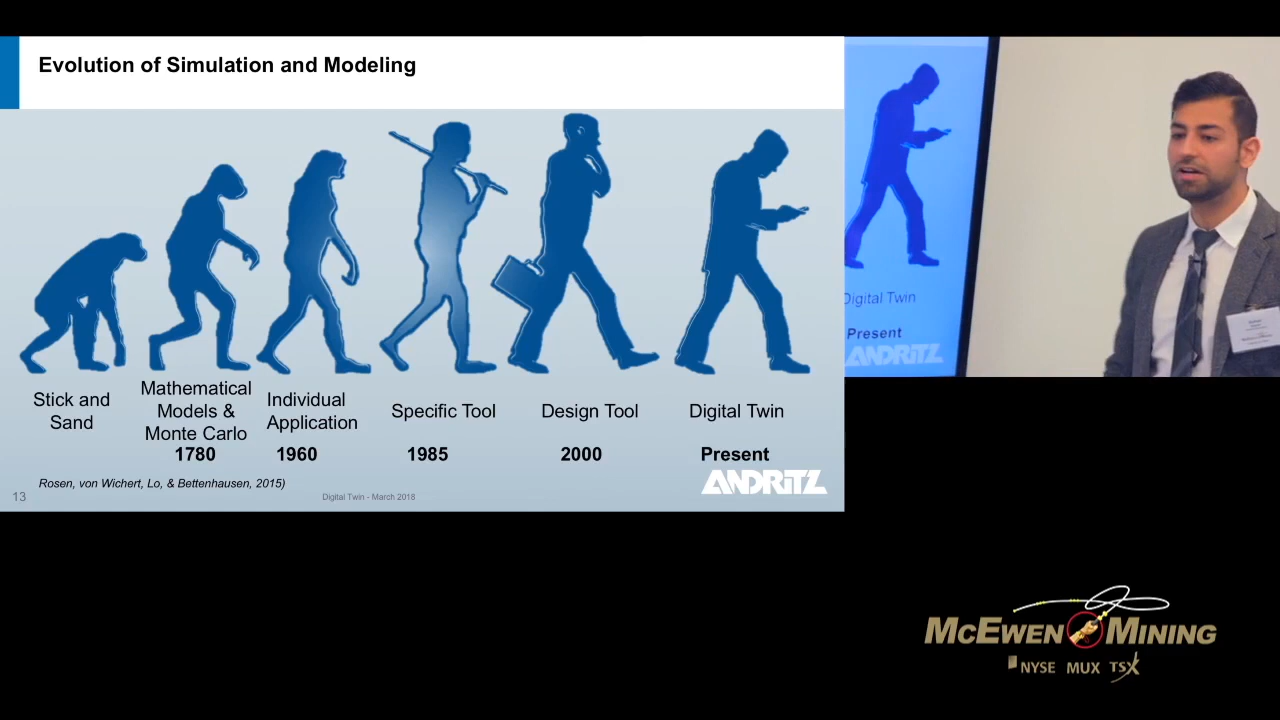 Evolution of Simulation and Modeling
Stick and
Sand
Mathematical
Models &
Monte Carlo
1780
Individual
Application
1960
Specific Tool
1985
Design Tool
2000
Digital Twin
Present
Rosen, von Wichert, Lo, & Bettenhausen, 2015)
13
Digital Twin - March 2018
ANDRITZ
Digital Twin
Present
ANDRITZ
MCEWEN MINING
NYSE MUX TSX